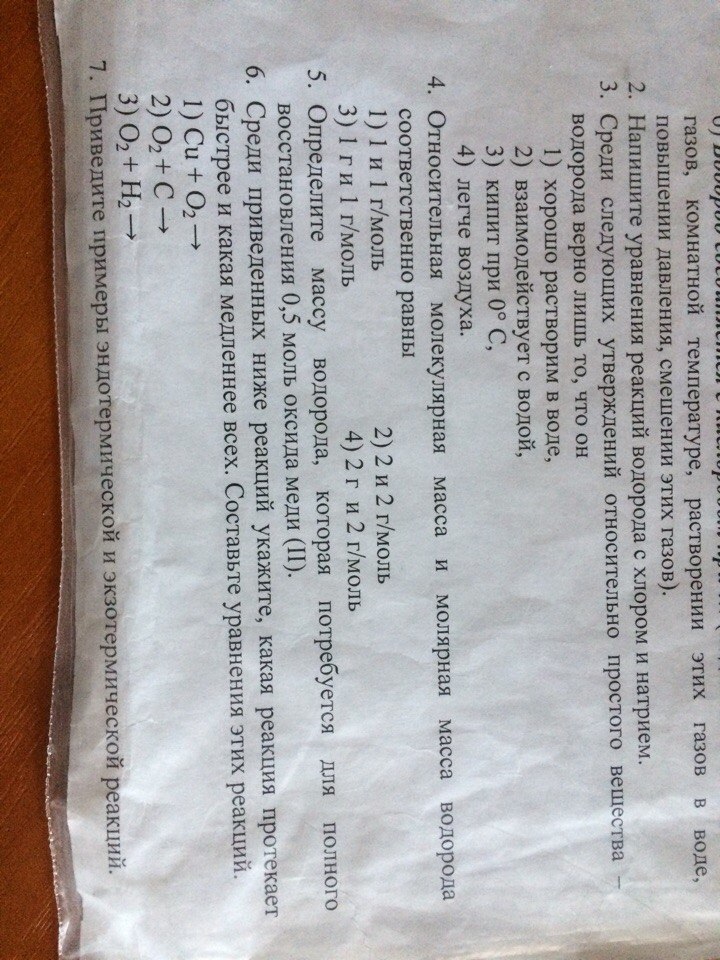 газов, комнатной температуре, растворении этих газов в воде,
повышении давления, смешении этих газов).
2. Напишите уравнения реакций водорода с хлором и натрием.
3. Среди следующих утверждений относительно простого вещества –
водорода верно лишь то, что он
1) хорошо растворим в воде,
2) взаимодействует с водой,
3) кипит при 0° С,
4) легче воздуха.
4. Относительная молекулярная масса и молярная масса водорода
соответственно равны
1) 1 и 1 г/моль 2) 2 и 2 г/моль
3) 1 г и 1 г/моль 4) 2 г и 2 г/моль
5. Определите массу водорода, которая потребуется для полного
восстановления 0,5 моль оксида меди (II).
6. Среди приведенных ниже реакций укажите, какая реакция протекает
быстрее и какая медленнее всех. Составьте уравнения этих реакций.
1) Cu + O₂ →
2) O₂ + C →
3) O₂ + H₂ →
7. Приведите примеры эндотермической и экзотермической реакций.